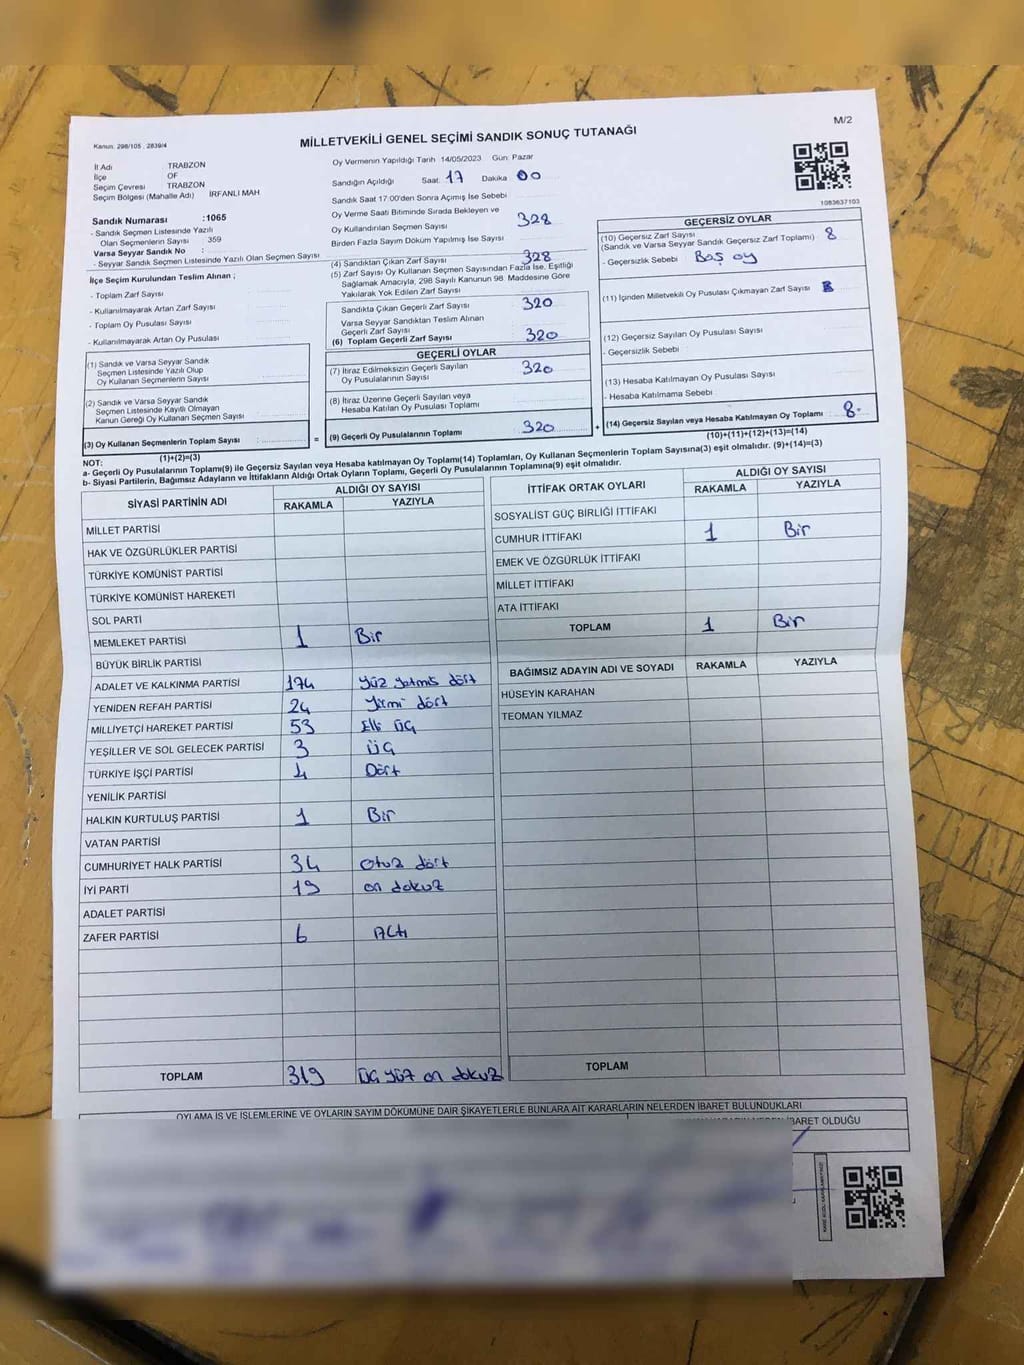 Kanun: 298/105 , 2839/4
MİLLETVEKİLİ GENEL SEÇİMİ SANDIK SONUÇ TUTANAĞI
M/2
İl Adı TRABZON
İlçe OF
Seçim Çevresi TRABZON
Seçim Bölgesi (Mahalle Adı) İRFANLI MAH
Sandık Numarası :1065
- Sandık Seçmen Listesinde Yazılı
Olan Seçmenlerin Sayısı 359
Varsa Seyyar Sandık No :
- Seyyar Sandık Seçmen Listesinde Yazılı Olan Seçmen Sayısı
İlçe Seçim Kurulundan Teslim Alınan ;
- Toplam Zarf Sayısı
- Kullanılmayarak Artan Zarf Sayısı
- Toplam Oy Pusulası Sayısı
- Kullanılmayarak Artan Oy Pusulası
(1) Sandık ve Varsa Seyyar Sandık
Seçmen Listesinde Yazılı Olup
Oy Kullanan Seçmenlerin Sayısı
(2) Sandık ve Varsa Seyyar Sandık
Seçmen Listesinde Kayıtlı Olmayan
Kanun Gereği Oy Kullanan Seçmen Sayısı
(3) Oy Kullanan Seçmenlerin Toplam Sayısı :
(1)+(2)=(3)
Oy Vermenin Yapıldığı Tarih 14/05/2023 Gün: Pazar
Sandığın Açıldığı Saat: 17 Dakika 00
Sandık Saat 17:00'den Sonra Açımış İse Sebebi
Oy Verme Saati Bitiminde Sırada Bekleyen ve
Oy Kullandırılan Seçmen Sayısı 328
Birden Fazla Sayım Döküm Yapılmış İse Sayısı
(4) Sandıktan Çıkan Zarf Sayısı 328
(5) Zarf Sayısı Oy Kullanan Seçmen Sayısından Fazla İse, Eşitliği
Sağlamak Amacıyla, 298 Sayılı Kanunun 98. Maddesine Göre
Yakılarak Yok Edilen Zarf Sayısı
Sandıkta Çıkan Geçerli Zarf Sayısı 320
Varsa Seyyar Sandıktan Teslim Alınan
Geçerli Zarf Sayısı
(6) Toplam Geçerli Zarf Sayısı 320
GEÇERLİ OYLAR
(7) İtiraz Edilmeksizin Geçerli Sayılan
Oy Pusulalarının Sayısı 320
(8) İtiraz Üzerine Geçerli Sayılan veya
Hesaba Katılan Oy Pusulası Toplamı
= (9) Geçerli Oy Pusulalarının Toplamı 320 +
1083637103
GEÇERSİZ OYLAR
(10) Geçersiz Zarf Sayısı 8
(Sandık ve Varsa Seyyar Sandık Geçersiz Zarf Toplamı)
- Geçersizlik Sebebi Boş oy
(11) İçinden Milletvekili Oy Pusulası Çıkmayan Zarf Sayısı
(12) Geçersiz Sayılan Oy Pusulası Sayısı
- Geçersizlik Sebebi
(13) Hesaba Katılmayan Oy Pusulası Sayısı
- Hesaba Katılmama Sebebi
(14) Geçersiz Sayılan veya Hesaba Katılmayan Oy Toplamı 8
(10)+(11)+(12)+(13)=(14)
NOT:
a- Geçerli Oy Pusulalarının Toplamı(9) ile Geçersiz Sayılan veya Hesaba katılmayan Oy Toplamı(14) Toplamları, Oy Kullanan Seçmenlerin Toplam Sayısına(3) eşit olmalıdır. (9)+(14)=(3)
b- Siyasi Partilerin, Bağımsız Adayların ve İttifakların Aldığı Ortak Oyların Toplamı, Geçerli Oy Pusulalarının Toplamına(9) eşit olmalıdır.
SİYASİ PARTİNİN ADI ALDIĞI OY SAYISI
RAKAMLA YAZIYLA
MİLLET PARTİSİ
HAK VE ÖZGÜRLÜKLER PARTİSİ
TÜRKİYE KOMÜNİST PARTİSİ
TÜRKİYE KOMÜNİST HAREKETİ
SOL PARTİ
MEMLEKET PARTİSİ 1 Bir
BÜYÜK BİRLİK PARTİSİ
ADALET VE KALKINMA PARTİSİ 174 Yüz yetmiş dört
YENİDEN REFAH PARTİSİ 24 Yirmi dört
MİLLİYETÇİ HAREKET PARTİSİ 53 Elli üç
YEŞİLLER VE SOL GELECEK PARTİSİ 3 Üç
TÜRKİYE İŞÇİ PARTİSİ 4 Dört
YENİLİK PARTİSİ
HALKIN KURTULUŞ PARTİSİ 1 Bir
VATAN PARTİSİ
CUMHURİYET HALK PARTİSİ 34 Otuz dört
İYİ PARTİ 19 on dokuz
ADALET PARTİSİ
ZAFER PARTİSİ 6 Altı
TOPLAM 319 Üç yüz on dokuz
İTTİFAK ORTAK OYLARI ALDIĞI OY SAYISI
RAKAMLA YAZIYLA
SOSYALİST GÜÇ BİRLİĞİ İTTİFAKI
CUMHUR İTTİFAKI 1 Bir
EMEK VE ÖZGÜRLÜK İTTİFAKI
MİLLET İTTİFAKI
ATA İTTİFAKI
TOPLAM 1 Bir
BAĞIMSIZ ADAYIN ADI VE SOYADI RAKAMLA YAZIYLA
HÜSEYİN KARAHAN
TEOMAN YILMAZ
TOPLAM
OYLAMA İŞ VE İŞLEMLERİNE VE OYLARIN SAYIM DÖKÜMÜNE DAİR ŞİKAYETLERLE BUNLARA AİT KARARLARIN NELERDEN İBARET BULUNDUKLARI
İBARET OLDUĞU